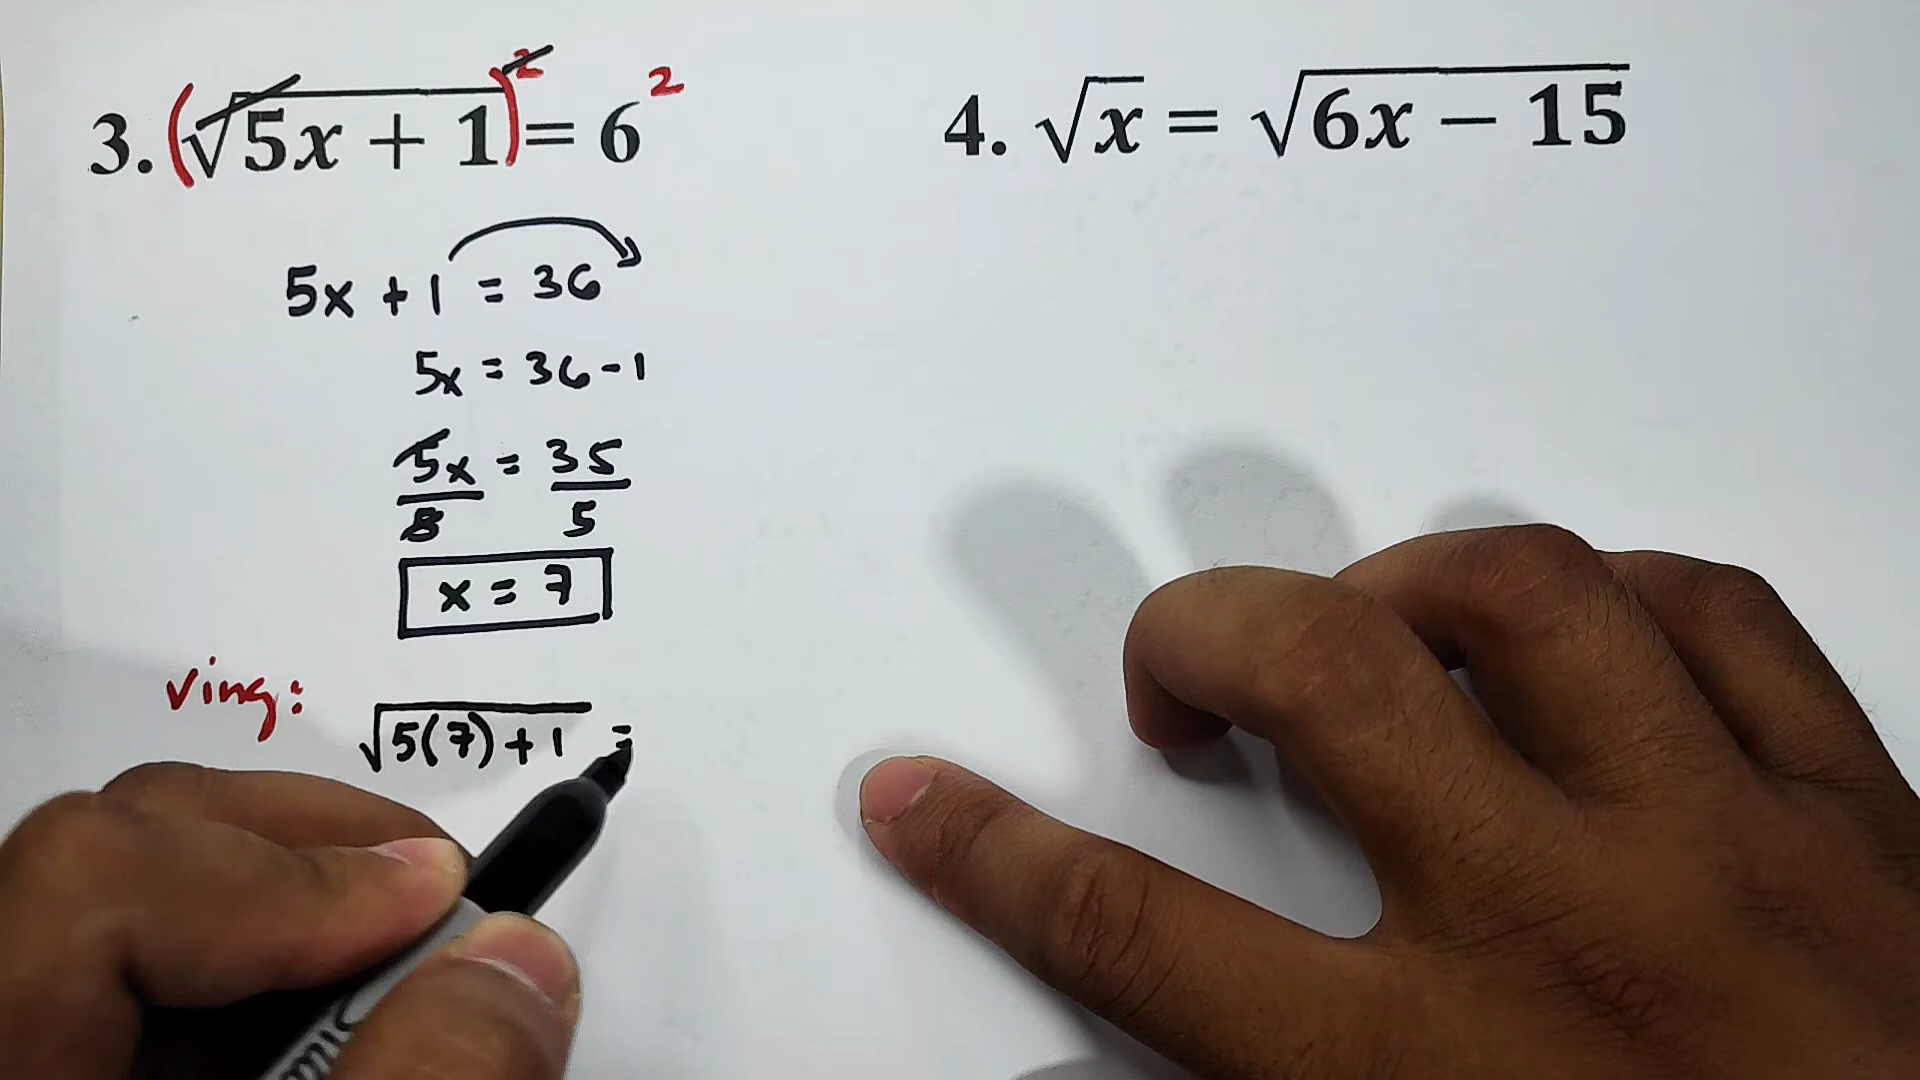 3. (√5x + 1)² = 6²
5x + 1 = 36
5x = 36 - 1
5x/5 = 35/5
x = 7
√5(7) + 1 =
4. √x = √6x − 15